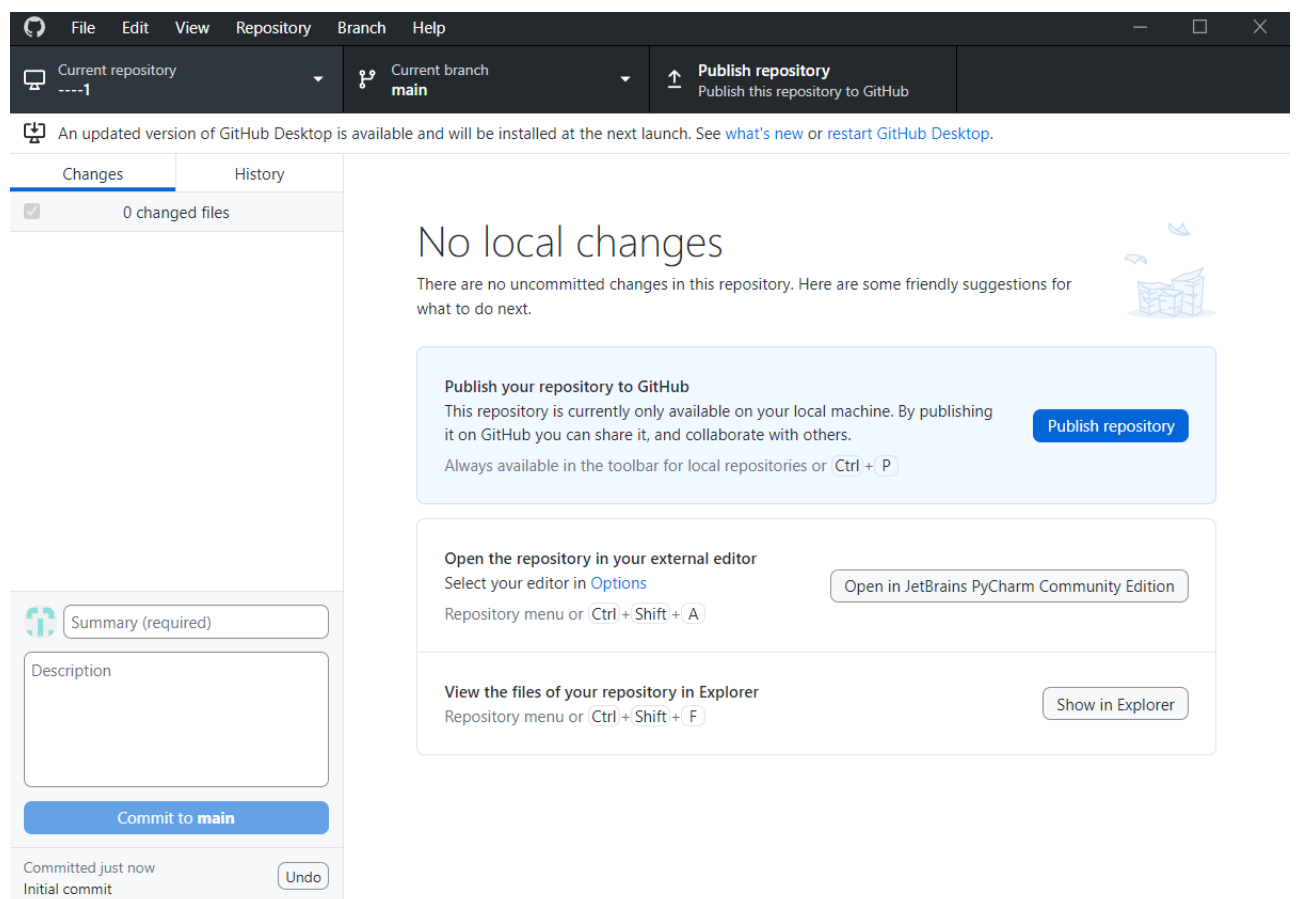 File Edit View Repository Branch Help
Current repository
----1
Current branch
main
Publish repository
Publish this repository to GitHub
An updated version of GitHub Desktop is available and will be installed at the next launch. See what's new or restart GitHub Desktop.
Changes
History
0 changed files
No local changes
There are no uncommitted changes in this repository. Here are some friendly suggestions for
what to do next.
Publish your repository to GitHub
This repository is currently only available on your local machine. By publishing
it on GitHub you can share it, and collaborate with others.
Always available in the toolbar for local repositories or Ctrl + P
Publish repository
Open the repository in your external editor
Select your editor in Options
Repository menu or Ctrl + Shift + A
Open in JetBrains PyCharm Community Edition
View the files of your repository in Explorer
Repository menu or Ctrl + Shift + F
Show in Explorer
Summary (required)
Description
Commit to main
Committed just now
Initial commit
Undo